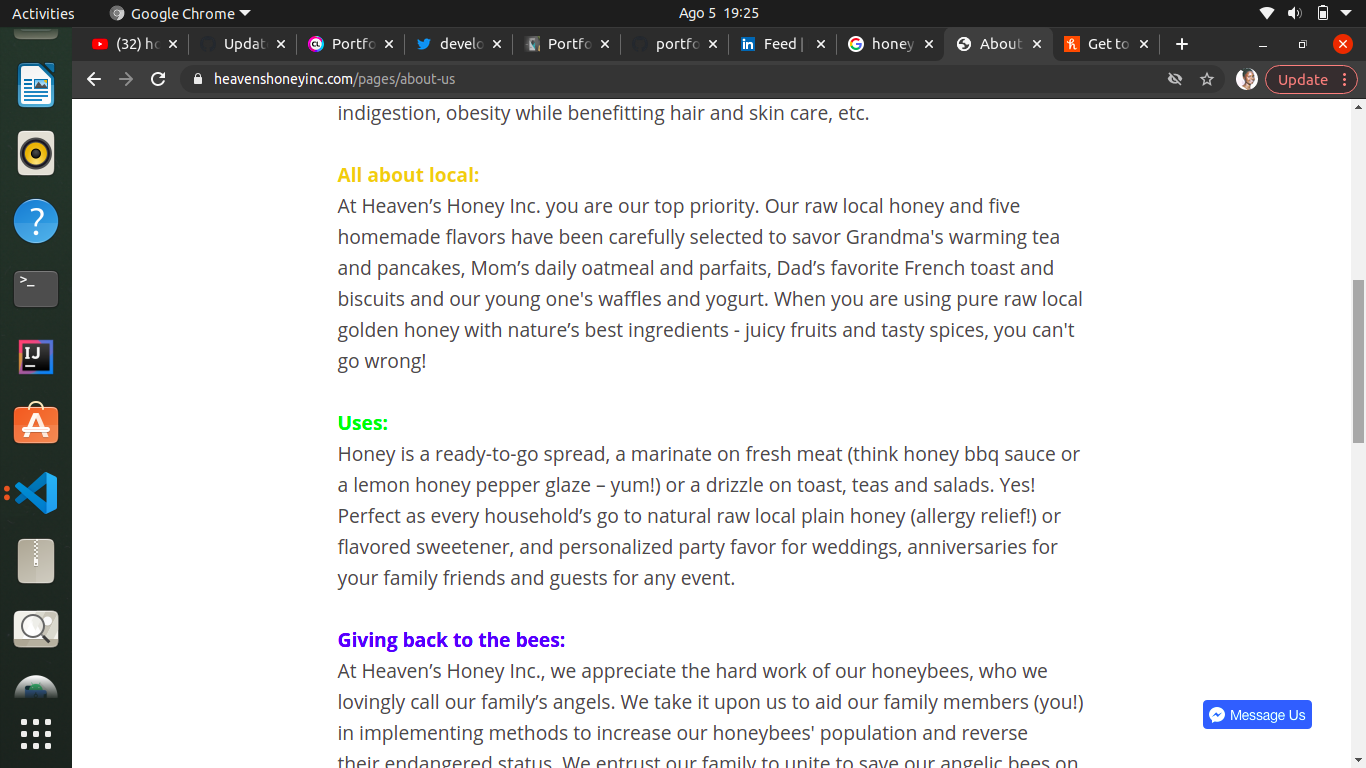 Activities
Google Chrome
Ago 5 19:25
(32) ho
Updat
Portfo
develo
Portfo
portfo
Feed |
honey
About
Get to
heavenshoneyinc.com/pages/about-us
Update
indigestion, obesity while benefitting hair and skin care, etc.
All about local:
At Heaven’s Honey Inc. you are our top priority. Our raw local honey and five
homemade flavors have been carefully selected to savor Grandma's warming tea
and pancakes, Mom’s daily oatmeal and parfaits, Dad’s favorite French toast and
biscuits and our young one's waffles and yogurt. When you are using pure raw local
golden honey with nature’s best ingredients - juicy fruits and tasty spices, you can't
go wrong!
Uses:
Honey is a ready-to-go spread, a marinate on fresh meat (think honey bbq sauce or
a lemon honey pepper glaze – yum!) or a drizzle on toast, teas and salads. Yes!
Perfect as every household’s go to natural raw local plain honey (allergy relief!) or
flavored sweetener, and personalized party favor for weddings, anniversaries for
your family friends and guests for any event.
Giving back to the bees:
At Heaven’s Honey Inc., we appreciate the hard work of our honeybees, who we
lovingly call our family’s angels. We take it upon us to aid our family members (you!)
in implementing methods to increase our honeybees' population and reverse
their endangered status. We entrust our family to unite to save our angelic bees on
Message Us